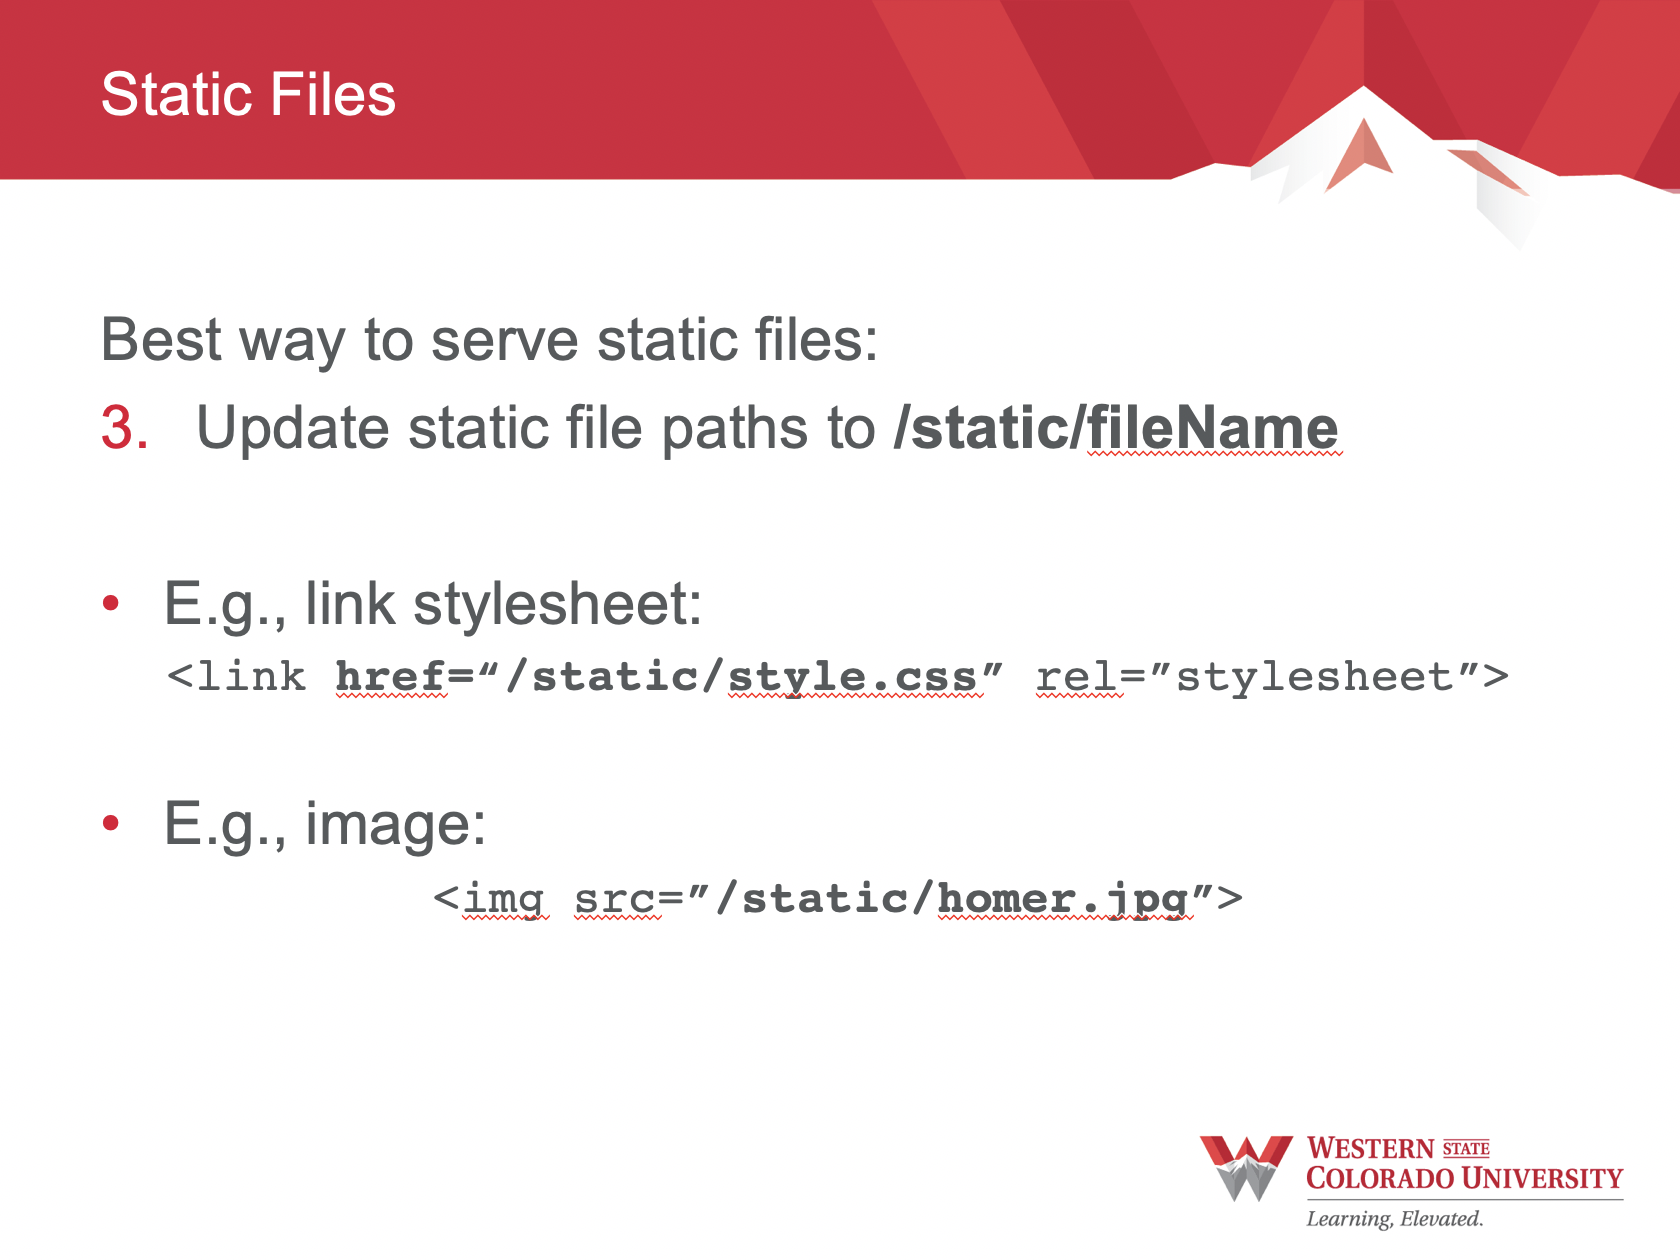 Static Files
Best way to serve static files:
3. Update static file paths to /static/fileName
• E.g., link stylesheet:
<link href=“/static/style.css” rel=”stylesheet”>
• E.g., image:
<img src=”/static/homer.jpg”>
WESTERN STATE
COLORADO UNIVERSITY
Learning, Elevated.